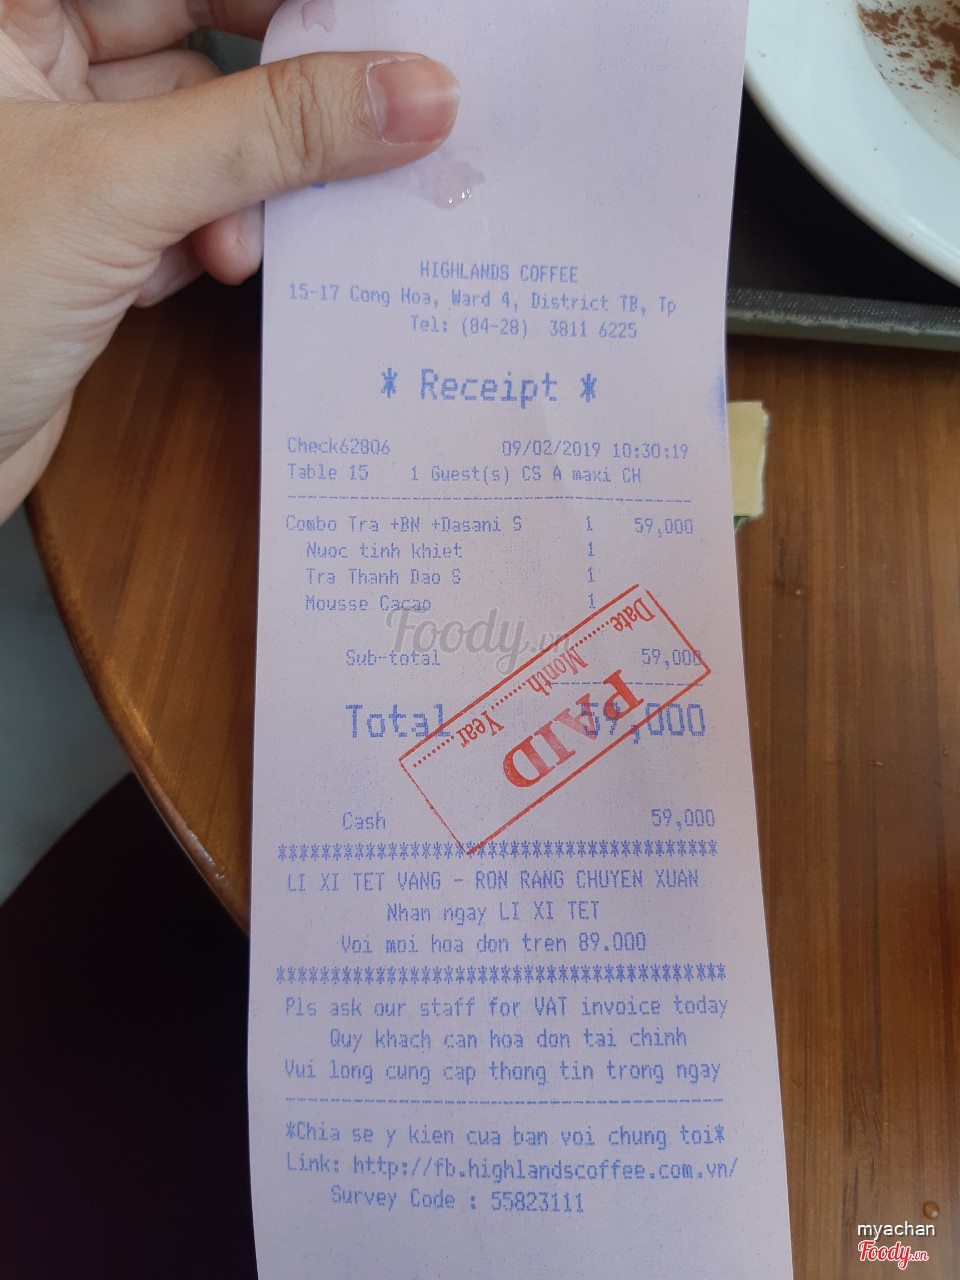 HIGHLANDS COFFEE
15-17 Cong Hoa, Ward 4, District TB, Tp
Tel: (84-28) 3811 6225
* Receipt *
Check62806 09/02/2019 10:30:19
Table 15 1 Guest(s) CS A maxi CH
Combo Tra +BN +Dasani S 1 59,000
Nuoc tinh khiet 1
Tra Thanh Dao S 1
Mousse Cacao 1
Foody.vn
Sub-total 59,000
Total 59,000
Date.........Month.........Year.........
PAID
Cash 59,000
****************************************
LI XI TET VANG - RON RANG CHUYEN XUAN
Nhan ngay LI XI TET
Voi moi hoa don tren 89.000
****************************************
Pls ask our staff for VAT invoice today
Quy khach can hoa don tai chinh
Vui long cung cap thong tin trong ngay
*Chia se y kien cua ban voi chung toi*
Link: http://fb.highlandscoffee.com.vn/
Survey Code : 55823111
myachan
Foody.vn